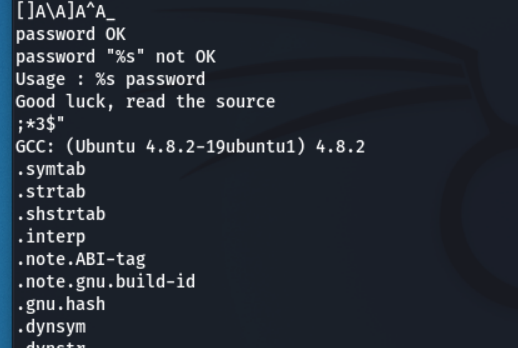 []A\A]A^A_
password OK
password "%s" not OK
Usage : %s password
Good luck, read the source
;*3$"
GCC: (Ubuntu 4.8.2-19ubuntu1) 4.8.2
.symtab
.strtab
.shstrtab
.interp
.note.ABI-tag
.note.gnu.build-id
.gnu.hash
.dynsym
.dynstr